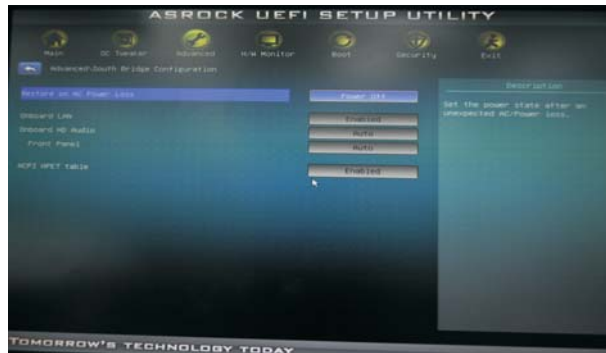 ASROCK UEFI SETUP UTILITY
Main
OC Tweaker
Advanced
H/W Monitor
Boot
Security
Exit
Advanced\South Bridge Configuration
Description
Restore on AC Power Loss
Power Off
Set the power state after an
unexpected AC/Power loss.
Onboard LAN
Enabled
Onboard HD Audio
Auto
Front Panel
Auto
ACPI HPET table
Enabled
TOMORROW'S TECHNOLOGY TODAY